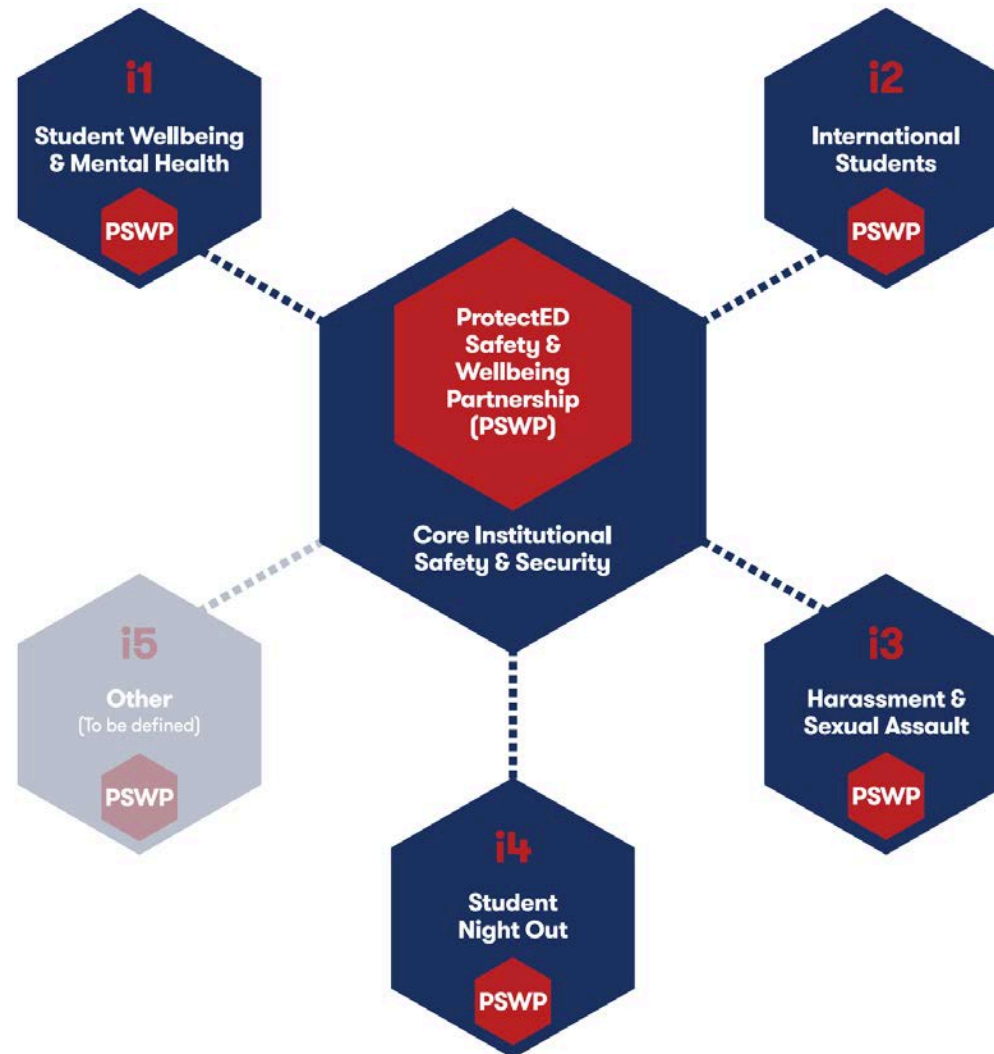 i1
Student Wellbeing
& Mental Health
PSWP
i2
International
Students
PSWP
ProtectED
Safety &
Wellbeing
Partnership
(PSWP)
Core Institutional
Safety & Security
i5
Other
(To be defined)
PSWP
i3
Harassment &
Sexual Assault
PSWP
i4
Student
Night Out
PSWP